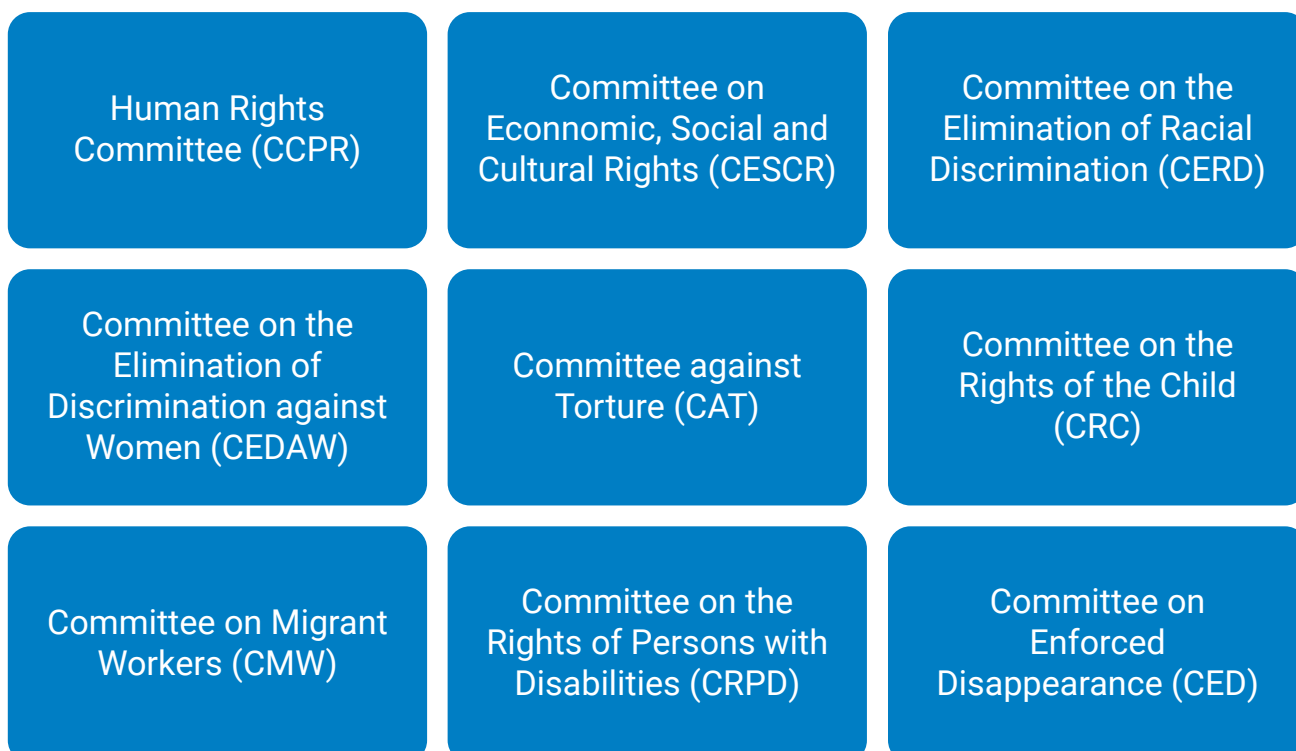 Human Rights
Committee (CCPR)
Committee on
Econnomic, Social and
Cultural Rights (CESCR)
Committee on the
Elimination of Racial
Discrimination (CERD)
Committee on the
Elimination of
Discrimination against
Women (CEDAW)
Committee against
Torture (CAT)
Committee on the
Rights of the Child
(CRC)
Committee on Migrant
Workers (CMW)
Committee on the
Rights of Persons with
Disabilities (CRPD)
Committee on
Enforced
Disappearance (CED)